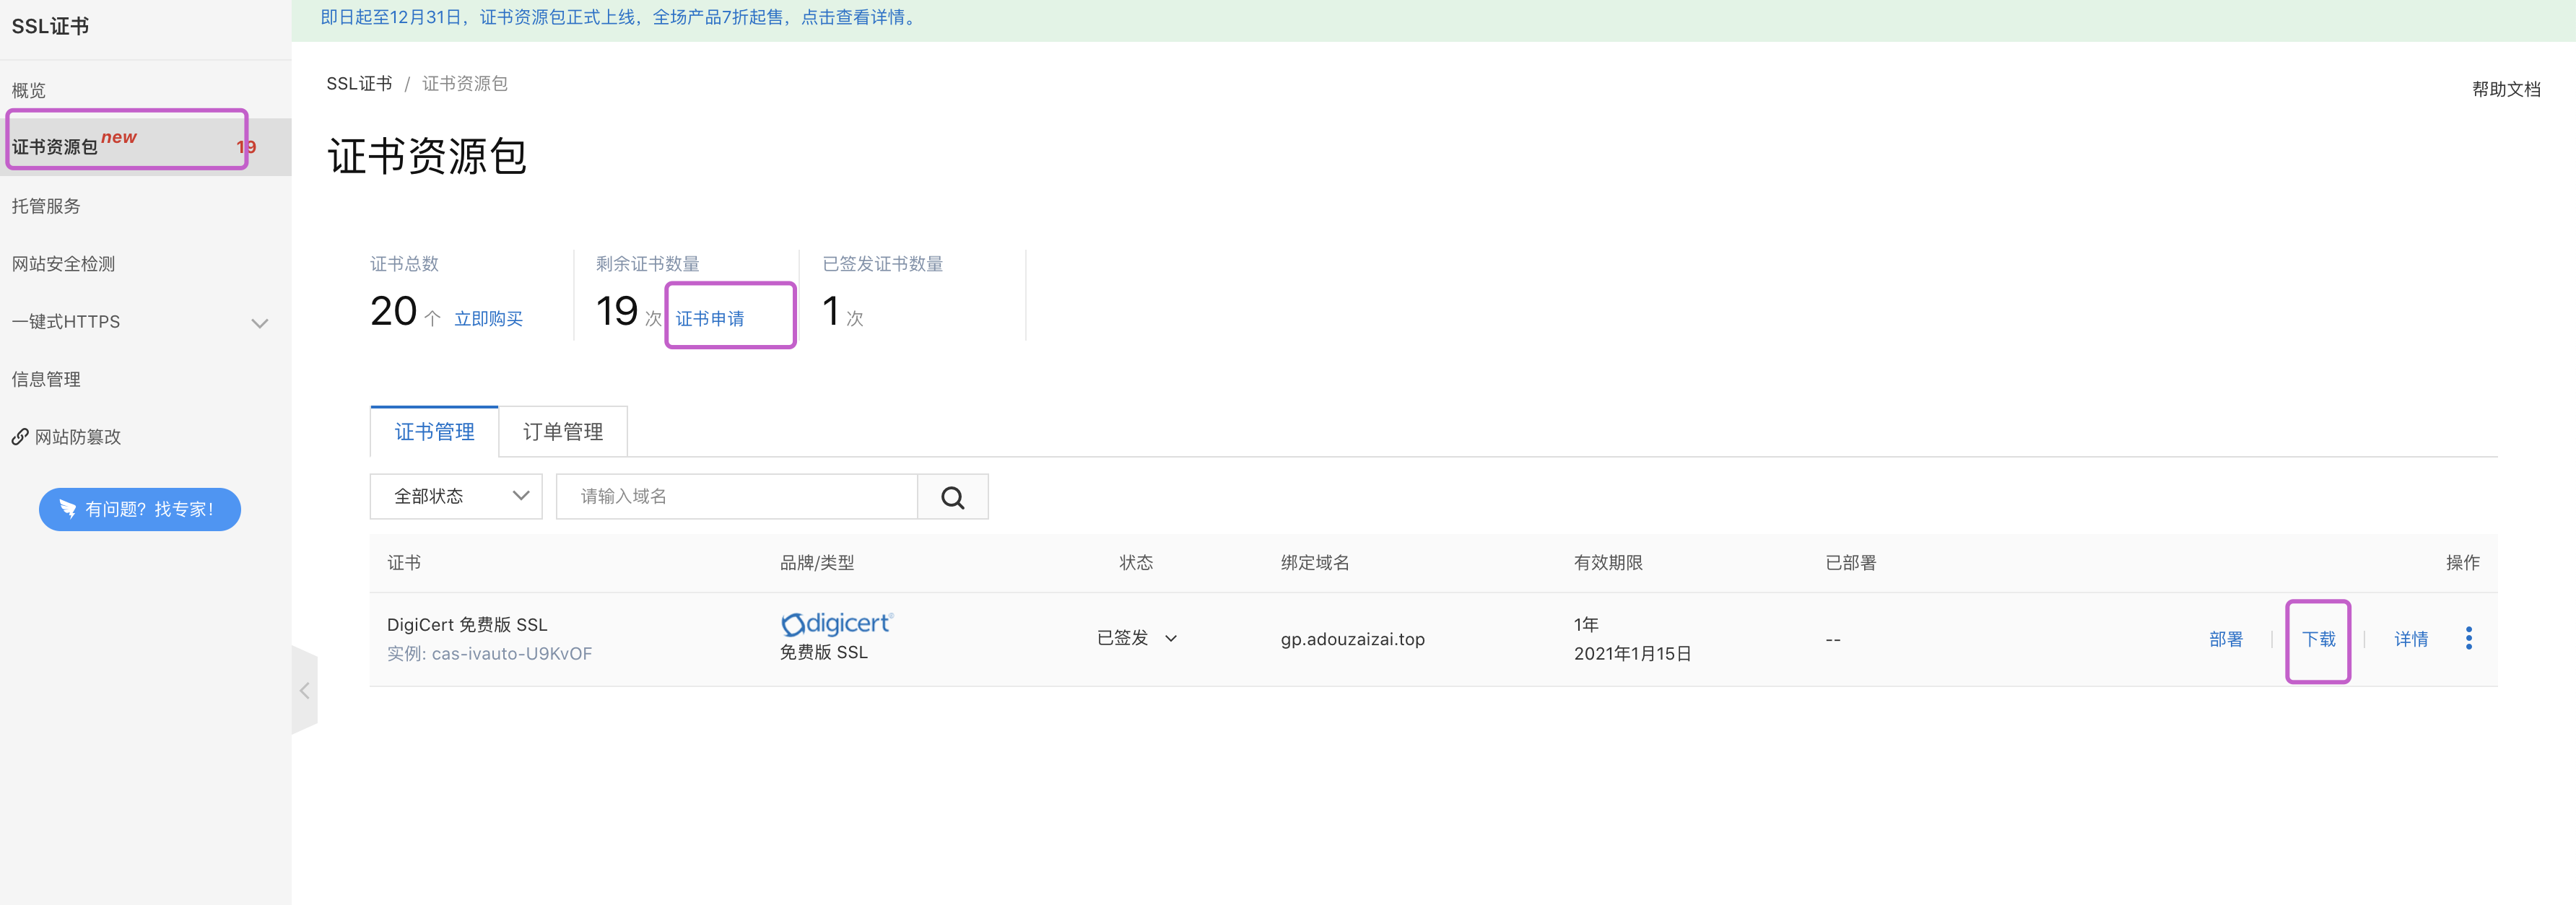 SSL证书
概览
证书资源包 new 19
托管服务
网站安全检测
一键式HTTPS
信息管理
网站防篡改
有问题？找专家！
即日起至12月31日，证书资源包正式上线，全场产品7折起售，点击查看详情。
SSL证书 / 证书资源包
帮助文档
证书资源包
证书总数
20 个 立即购买
剩余证书数量
19 次 证书申请
已签发证书数量
1 次
证书管理 订单管理
全部状态 请输入域名
证书 品牌/类型 状态 绑定域名 有效期限 已部署 操作
DigiCert 免费版 SSL
实例: cas-ivauto-U9KvOF
digicert®
免费版 SSL
已签发
gp.adouzaizai.top
1年
2021年1月15日
--
部署 | 下载 | 详情